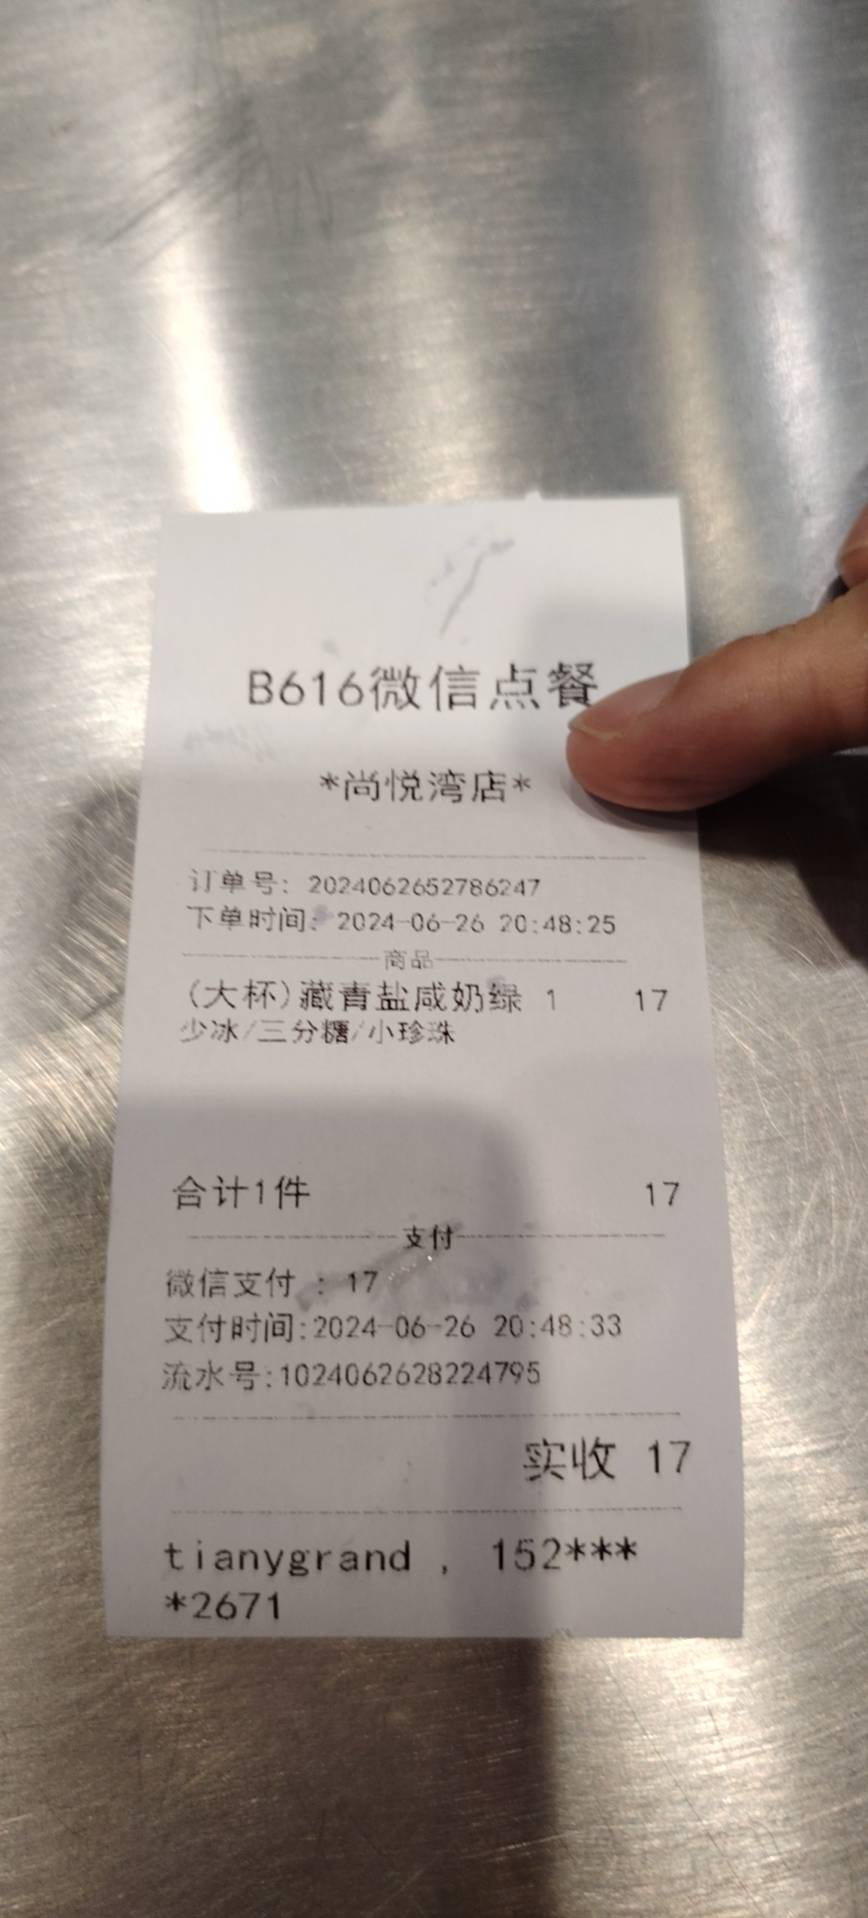 B616微信点餐
*尚悦湾店*
订单号: 2024062652786247
下单时间: 2024-06-26 20:48:25
商品
(大杯)藏青盐咸奶绿 1 17
少冰/三分糖/小珍珠
合计1件 17
支付
微信支付 : 17
支付时间:2024-06-26 20:48:33
流水号:1024062628224795
实收 17
tianygrand , 152***
*2671